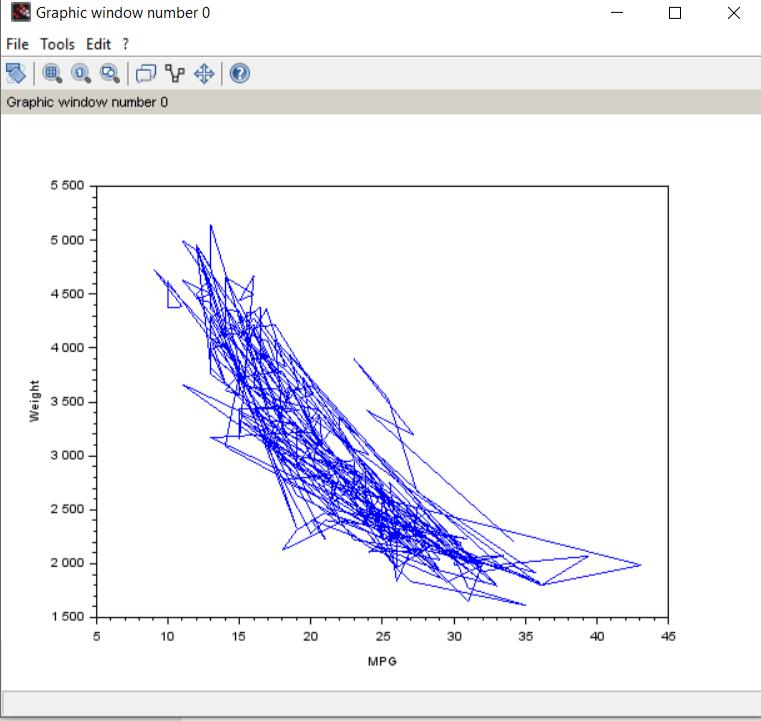 Graphic window number 0
File Tools Edit ?
Graphic window number 0
5 500
5 000
4 500
4 000
3 500
3 000
2 500
2 000
1 500
Weight
5 10 15 20 25 30 35 40 45
MPG